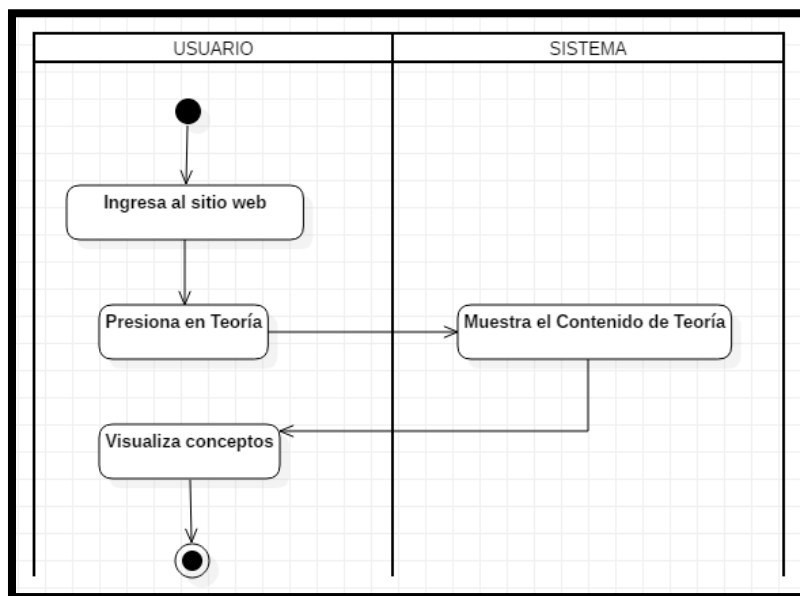 USUARIO
SISTEMA
Ingresa al sitio web
Presiona en Teoría
Muestra el Contenido de Teoría
Visualiza conceptos